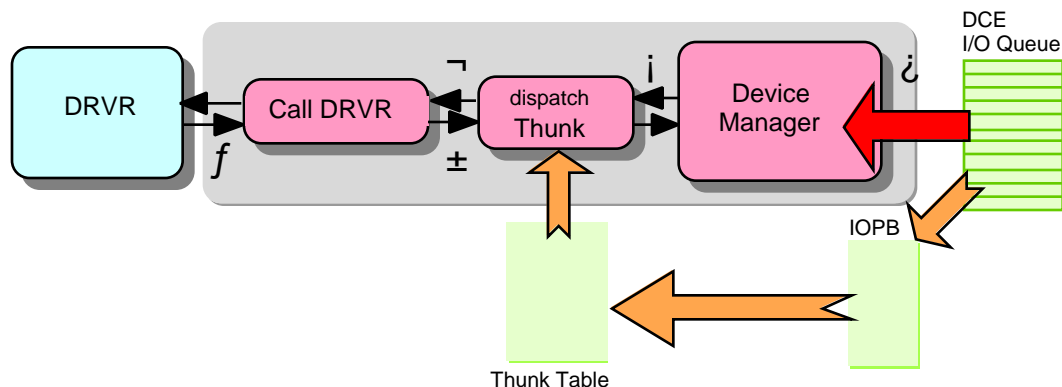 DCE
I/O Queue
¬
¡
¿
DRVR
Call DRVR
dispatch
Thunk
Device
Manager
ƒ
±
IOPB
Thunk Table